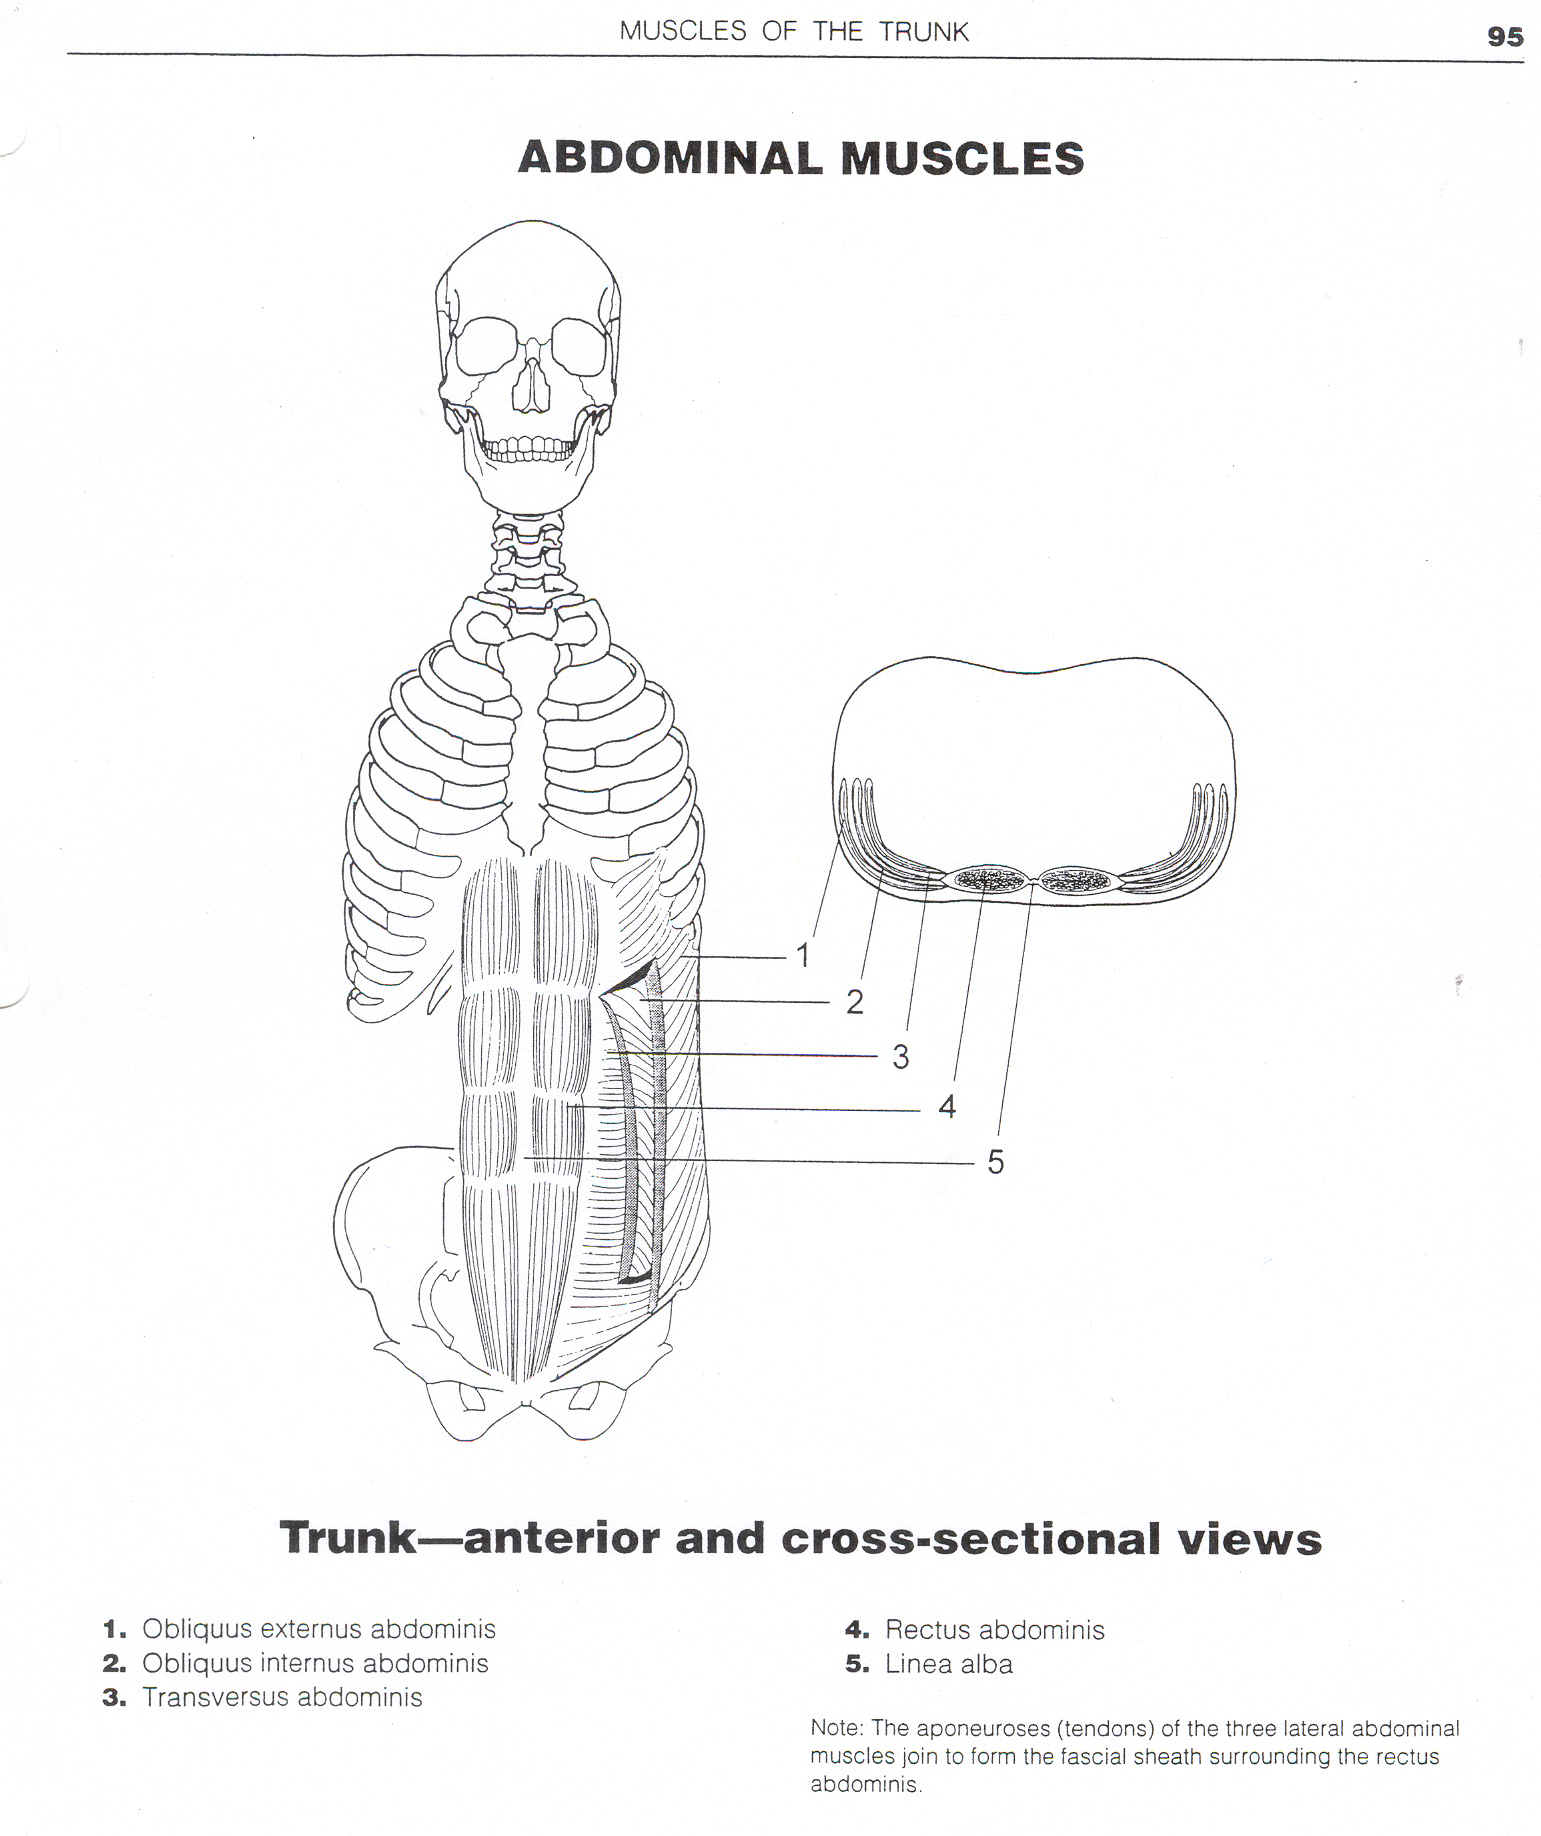 MUSCLES OF THE TRUNK
95
ABDOMINAL MUSCLES
1
2
3
4
5
Trunk—anterior and cross-sectional views
1. Obliquus externus abdominis
2. Obliquus internus abdominis
3. Transversus abdominis
4. Rectus abdominis
5. Linea alba
Note: The aponeuroses (tendons) of the three lateral abdominal
muscles join to form the fascial sheath surrounding the rectus
abdominis.